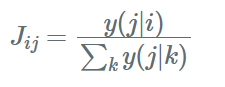 J_{ij} = \frac{y(j|i)}{\sum_k y(j|k)}